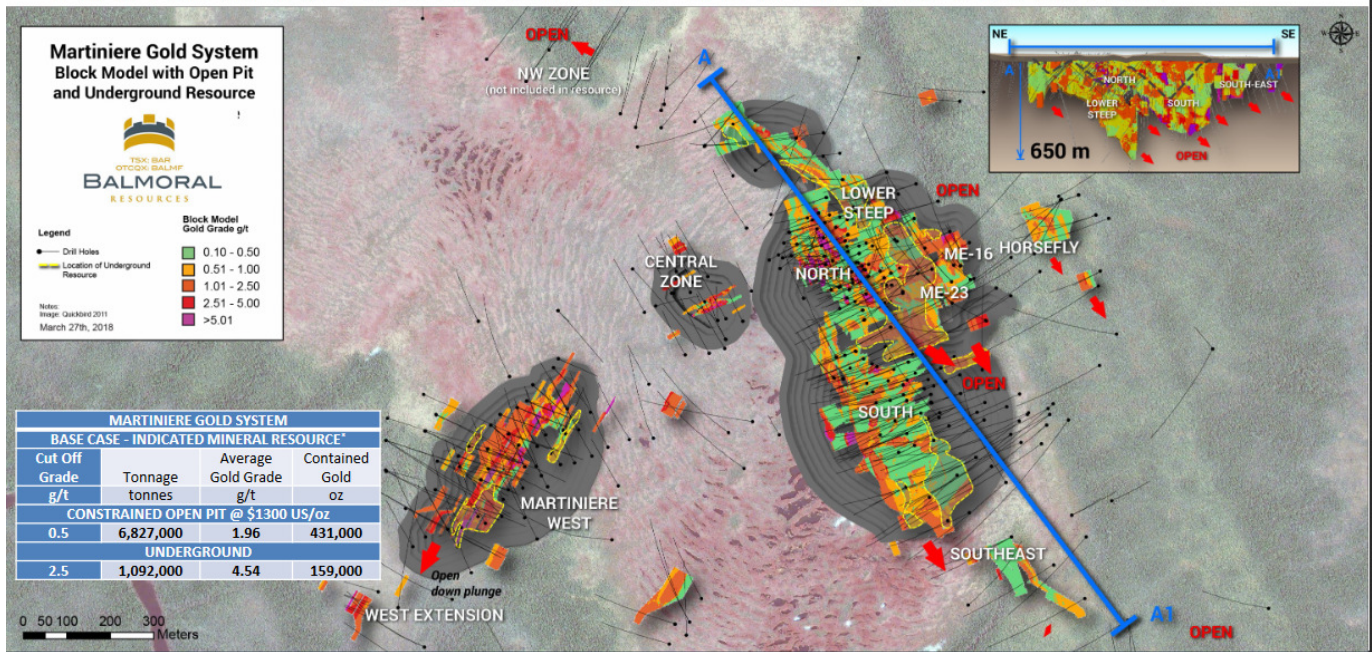 Martiniere Gold System
Block Model with Open Pit
and Underground Resource
!
TSX: BAR
OTCQX: BALMF
BALMORAL
RESOURCES
Legend
Drill Holes
Location of Underground
Resource
Notes:
Image: Quickbird 2011
March 27th, 2018
Block Model
Gold Grade g/t
0.10 - 0.50
0.51 - 1.00
1.01 - 2.50
2.51 - 5.00
>5.01
OPEN
NW ZONE
(not included in resource)
A
NE
SE
A
A1
NORTH
LOWER
STEEP
SOUTH
SOUTH-EAST
650 m
OPEN
N
E
S
W
LOWER
STEEP
OPEN
ME-16
HORSEFLY
CENTRAL
ZONE
NORTH
ME-23
OPEN
SOUTH
MARTINIERE
WEST
SOUTHEAST
Open
down plunge
WEST EXTENSION
A1
OPEN
MARTINIERE GOLD SYSTEM
BASE CASE - INDICATED MINERAL RESOURCE*
Cut Off Grade Tonnage Average Gold Grade Contained Gold
g/t tonnes g/t oz
CONSTRAINED OPEN PIT @ $1300 US/oz
0.5 6,827,000 1.96 431,000
UNDERGROUND
2.5 1,092,000 4.54 159,000
0 50 100 200 300
Meters